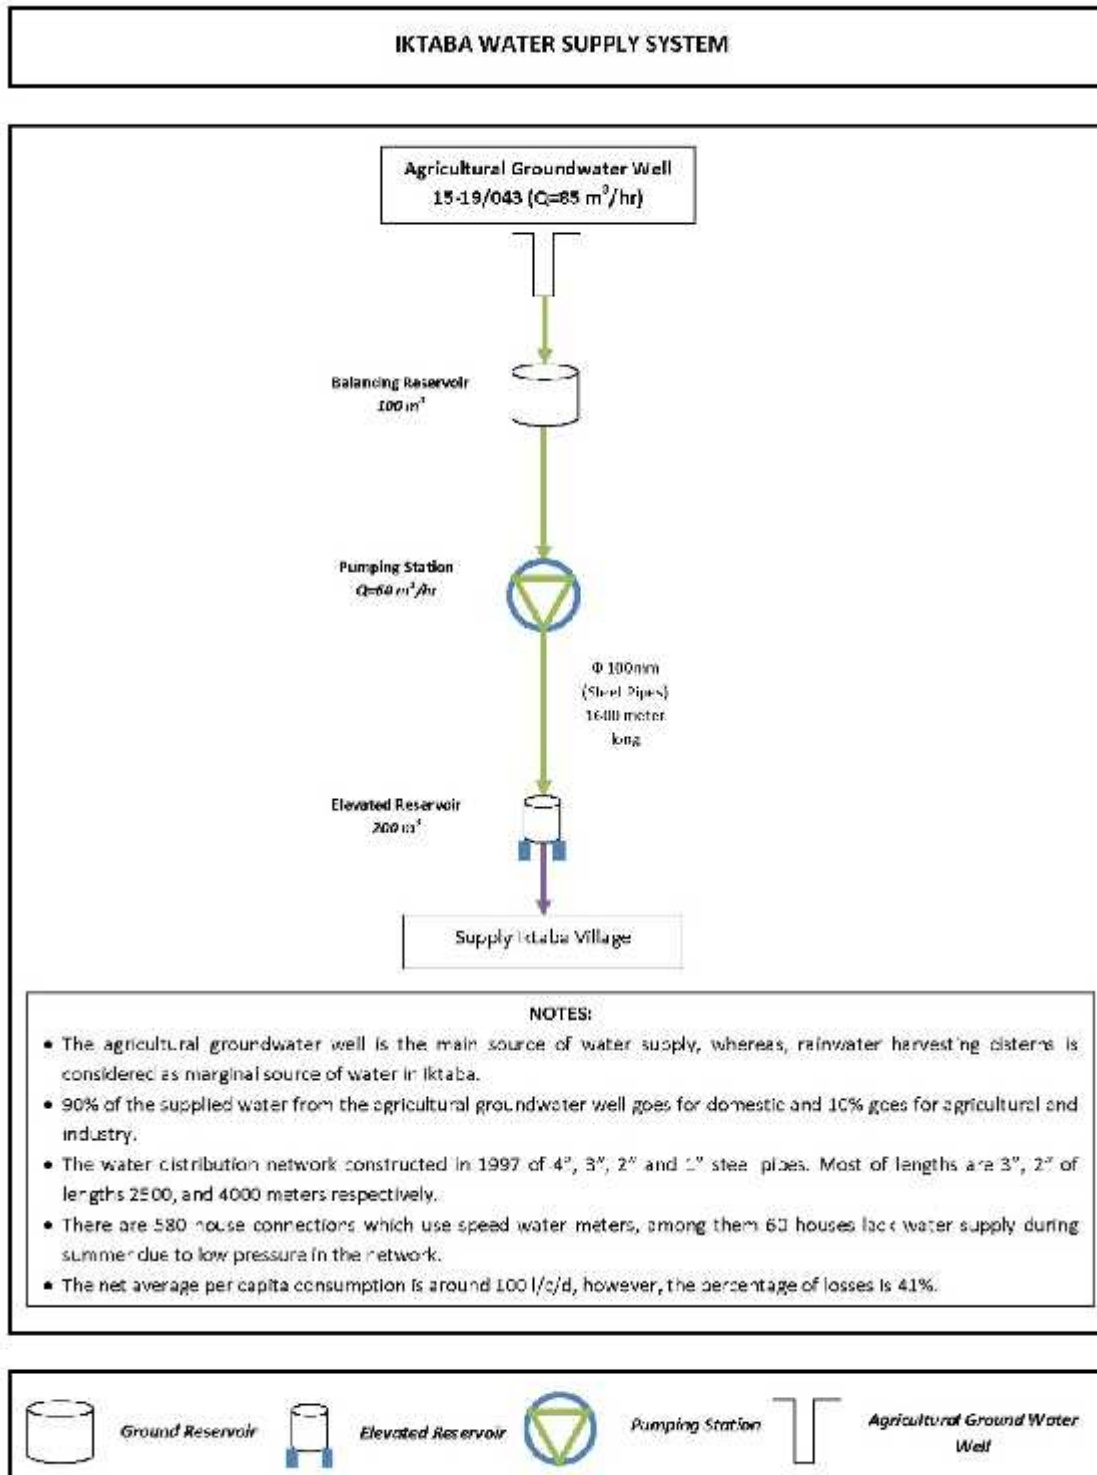 IKTABA WATER SUPPLY SYSTEM
Agricultural Groundwater Well
15-19/043 (Q=85 m³/hr)
Balancing Reservoir
100 m³
Pumping Station
Q=60 m³/hr
Φ 100mm
(Steel Pipes)
1600 meter
long
Elevated Reservoir
200 m³
Supply Iktaba Village
NOTES:
• The agricultural groundwater well is the main source of water supply, whereas, rainwater harvesting cisterns is
considered as marginal source of water in Iktaba.
• 90% of the supplied water from the agricultural groundwater well goes for domestic and 10% goes for agricultural and
industry.
• The water distribution network constructed in 1997 of 4", 3", 2" and 1" steel pipes. Most of lengths are 3", 2" of
lengths 2500, and 4000 meters respectively.
• There are 580 house connections which use speed water meters, among them 60 houses lack water supply during
summer due to low pressure in the network.
• The net average per capita consumption is around 100 l/c/d, however, the percentage of losses is 41%.
Ground Reservoir
Elevated Reservoir
Pumping Station
Agricultural Ground Water
Well